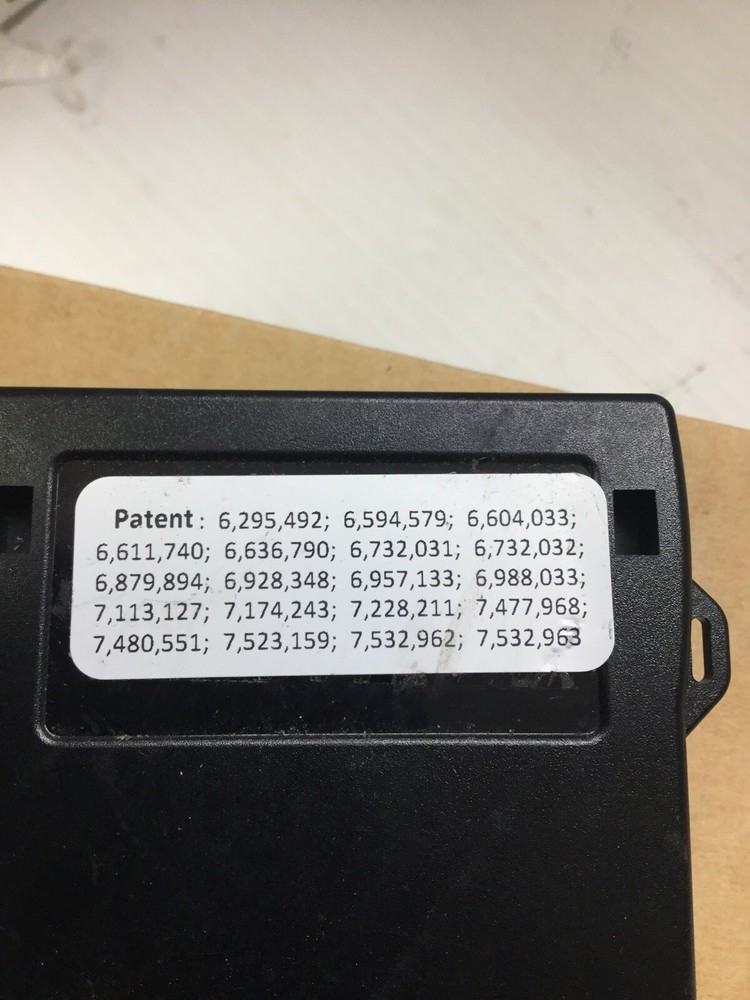 Patent : 6,295,492; 6,594,579; 6,604,033;
6,611,740; 6,636,790; 6,732,031; 6,732,032;
6,879,894; 6,928,348; 6,957,133; 6,988,033;
7,113,127; 7,174,243; 7,228,211; 7,477,968;
7,480,551; 7,523,159; 7,532,962; 7,532,963